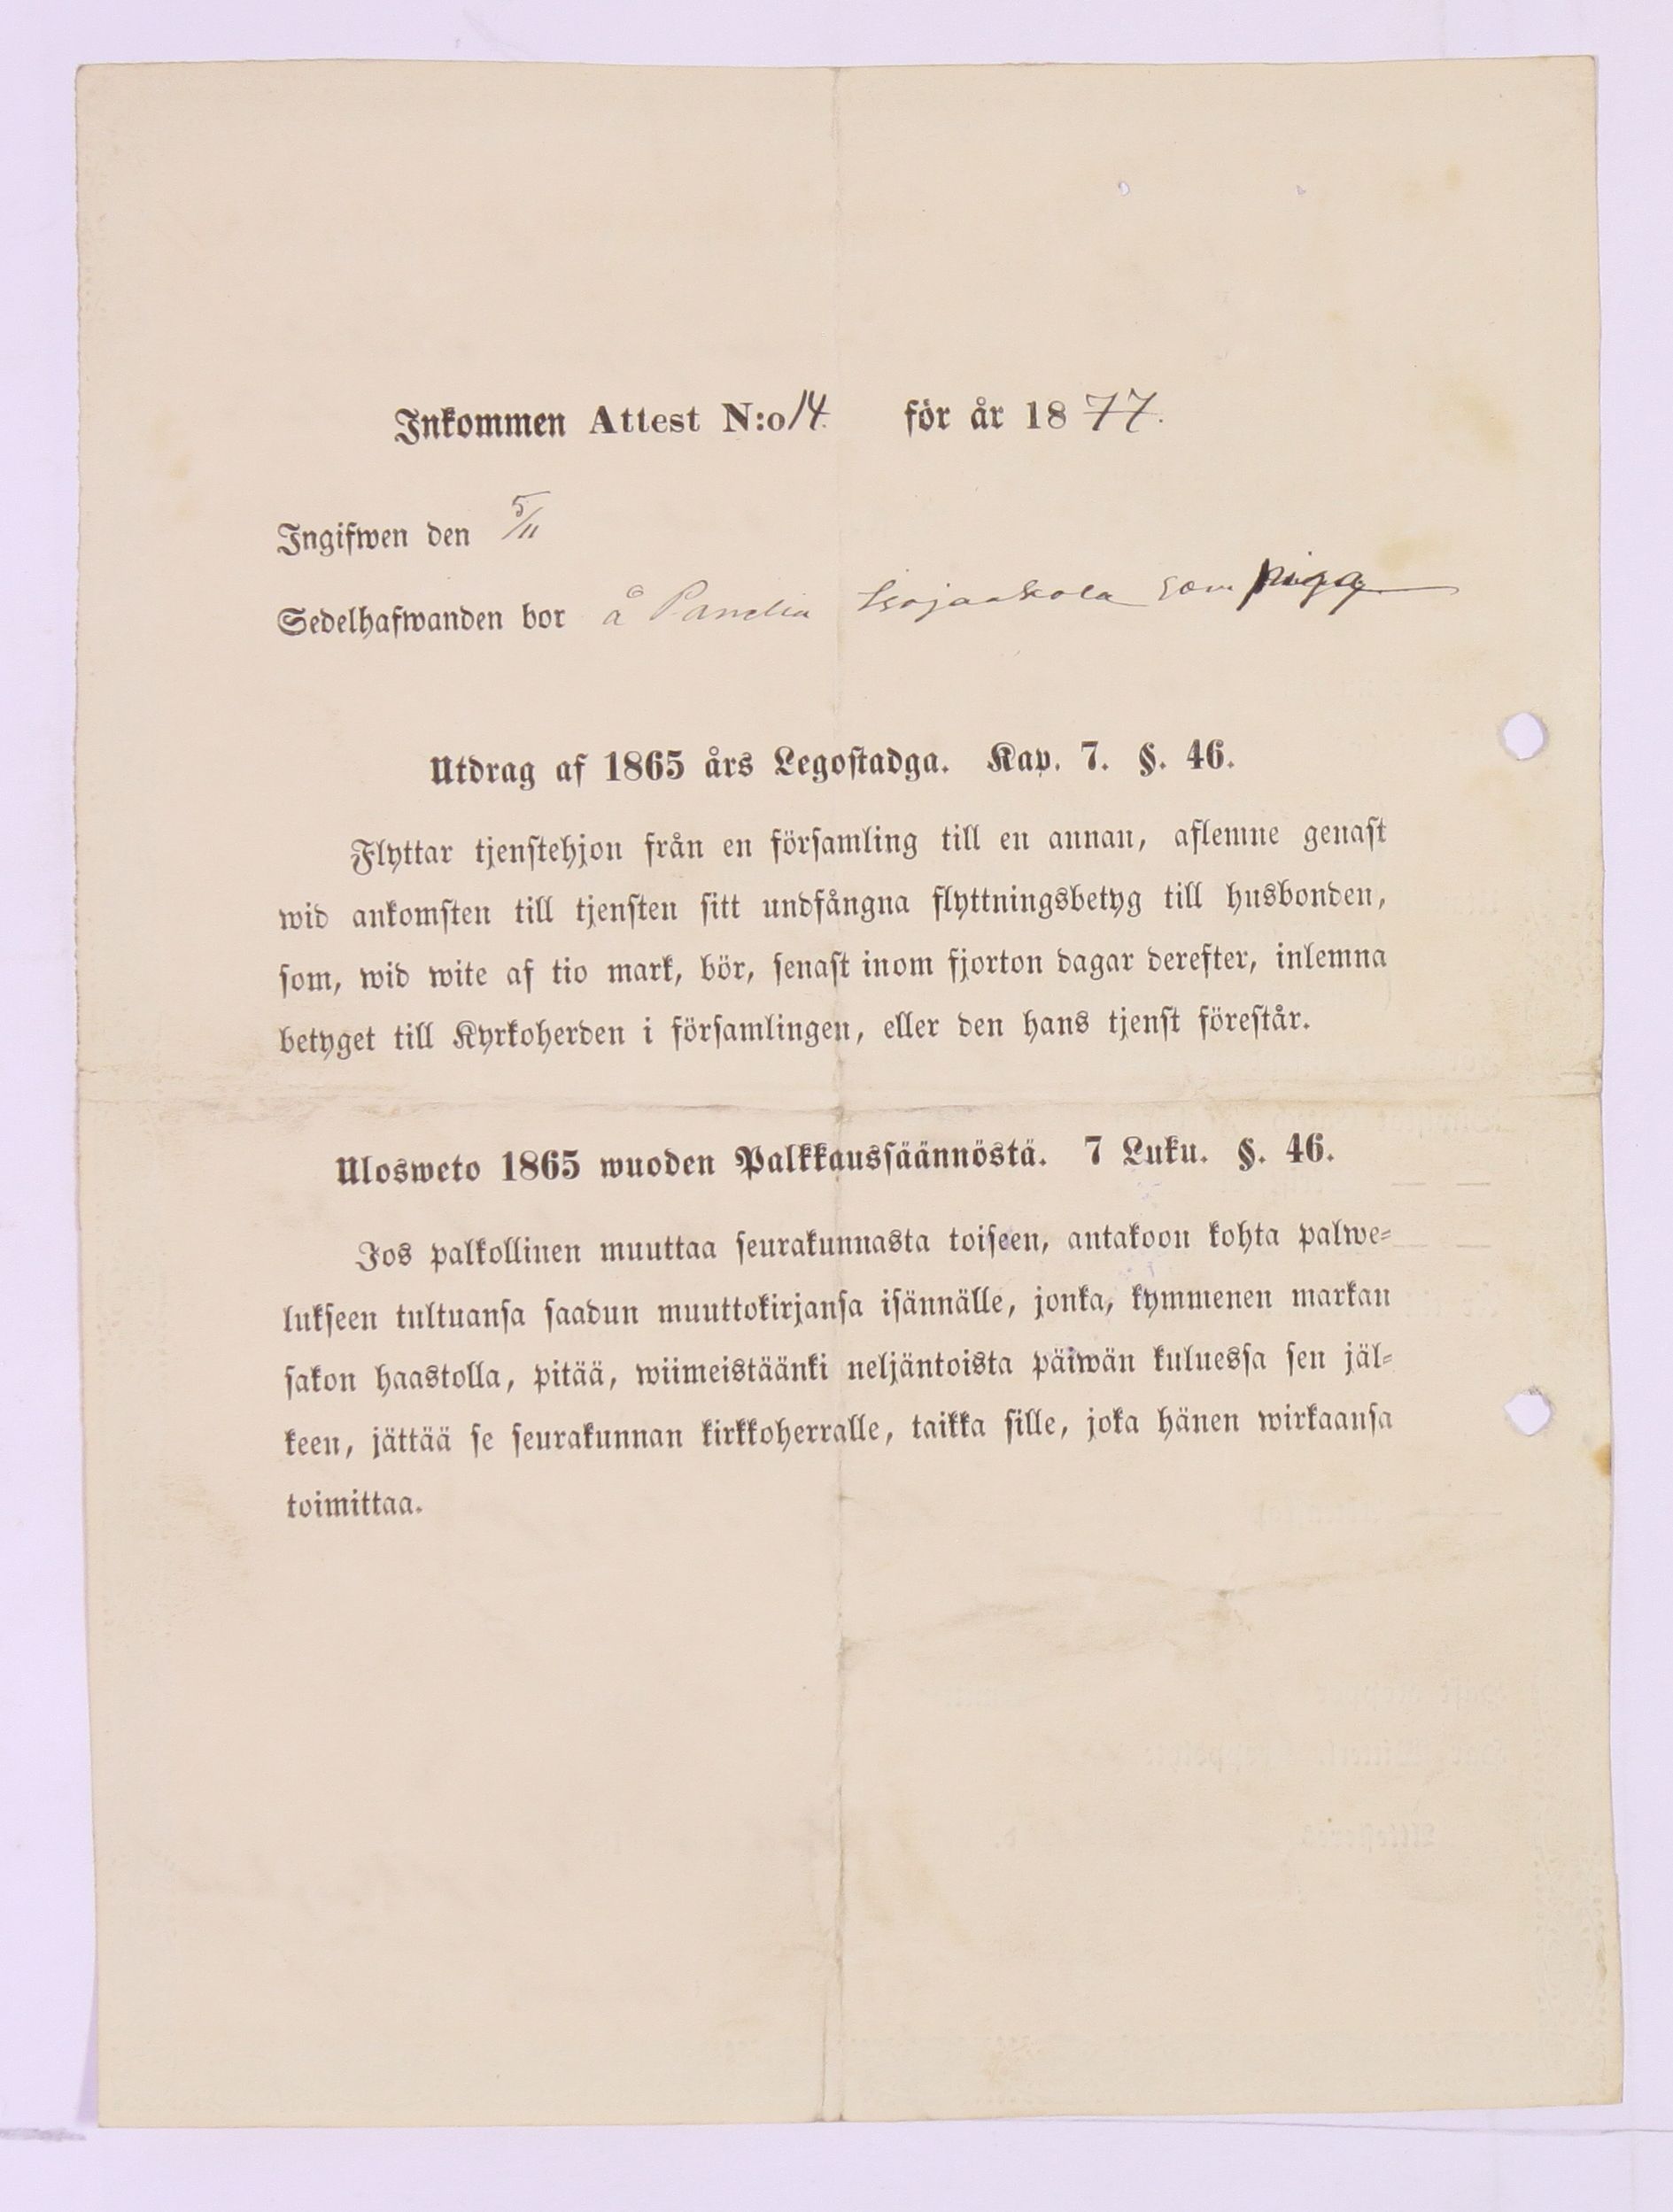 Inkommen Attest N:o 14. för år 1877.
Ingifwen den 5/11
Sedelhafwanden bor å Panelia Isojaakola som piga
Utdrag af 1865 års Legostadga. Kap. 7. §. 46.
Flyttar tjenstehjon från en församling till en annan, aflemne genast
wid ankomsten till tjensten sitt undfångna flyttningsbetyg till husbonden,
som, wid wite af tio mark, bör, senast inom fjorton dagar derefter, inlemna
betyget till Kyrkoherden i församlingen, eller den hans tjenst förestår.
Ulosweto 1865 wuoden Palkkaussäännöstä. 7 Luku. §. 46.
Jos palkollinen muuttaa seurakunnasta toiseen, antakoon kohta palwe-
lukseen tultuansa saadun muuttokirjansa isännälle, jonka, kymmenen markan
sakon haastolla, pitää, wiimeistäänki neljäntoista päiwän kuluessa sen jäl-
keen, jättää se seurakunnan kirkkoherralle, taikka sille, joka hänen wirkaansa
toimittaa.